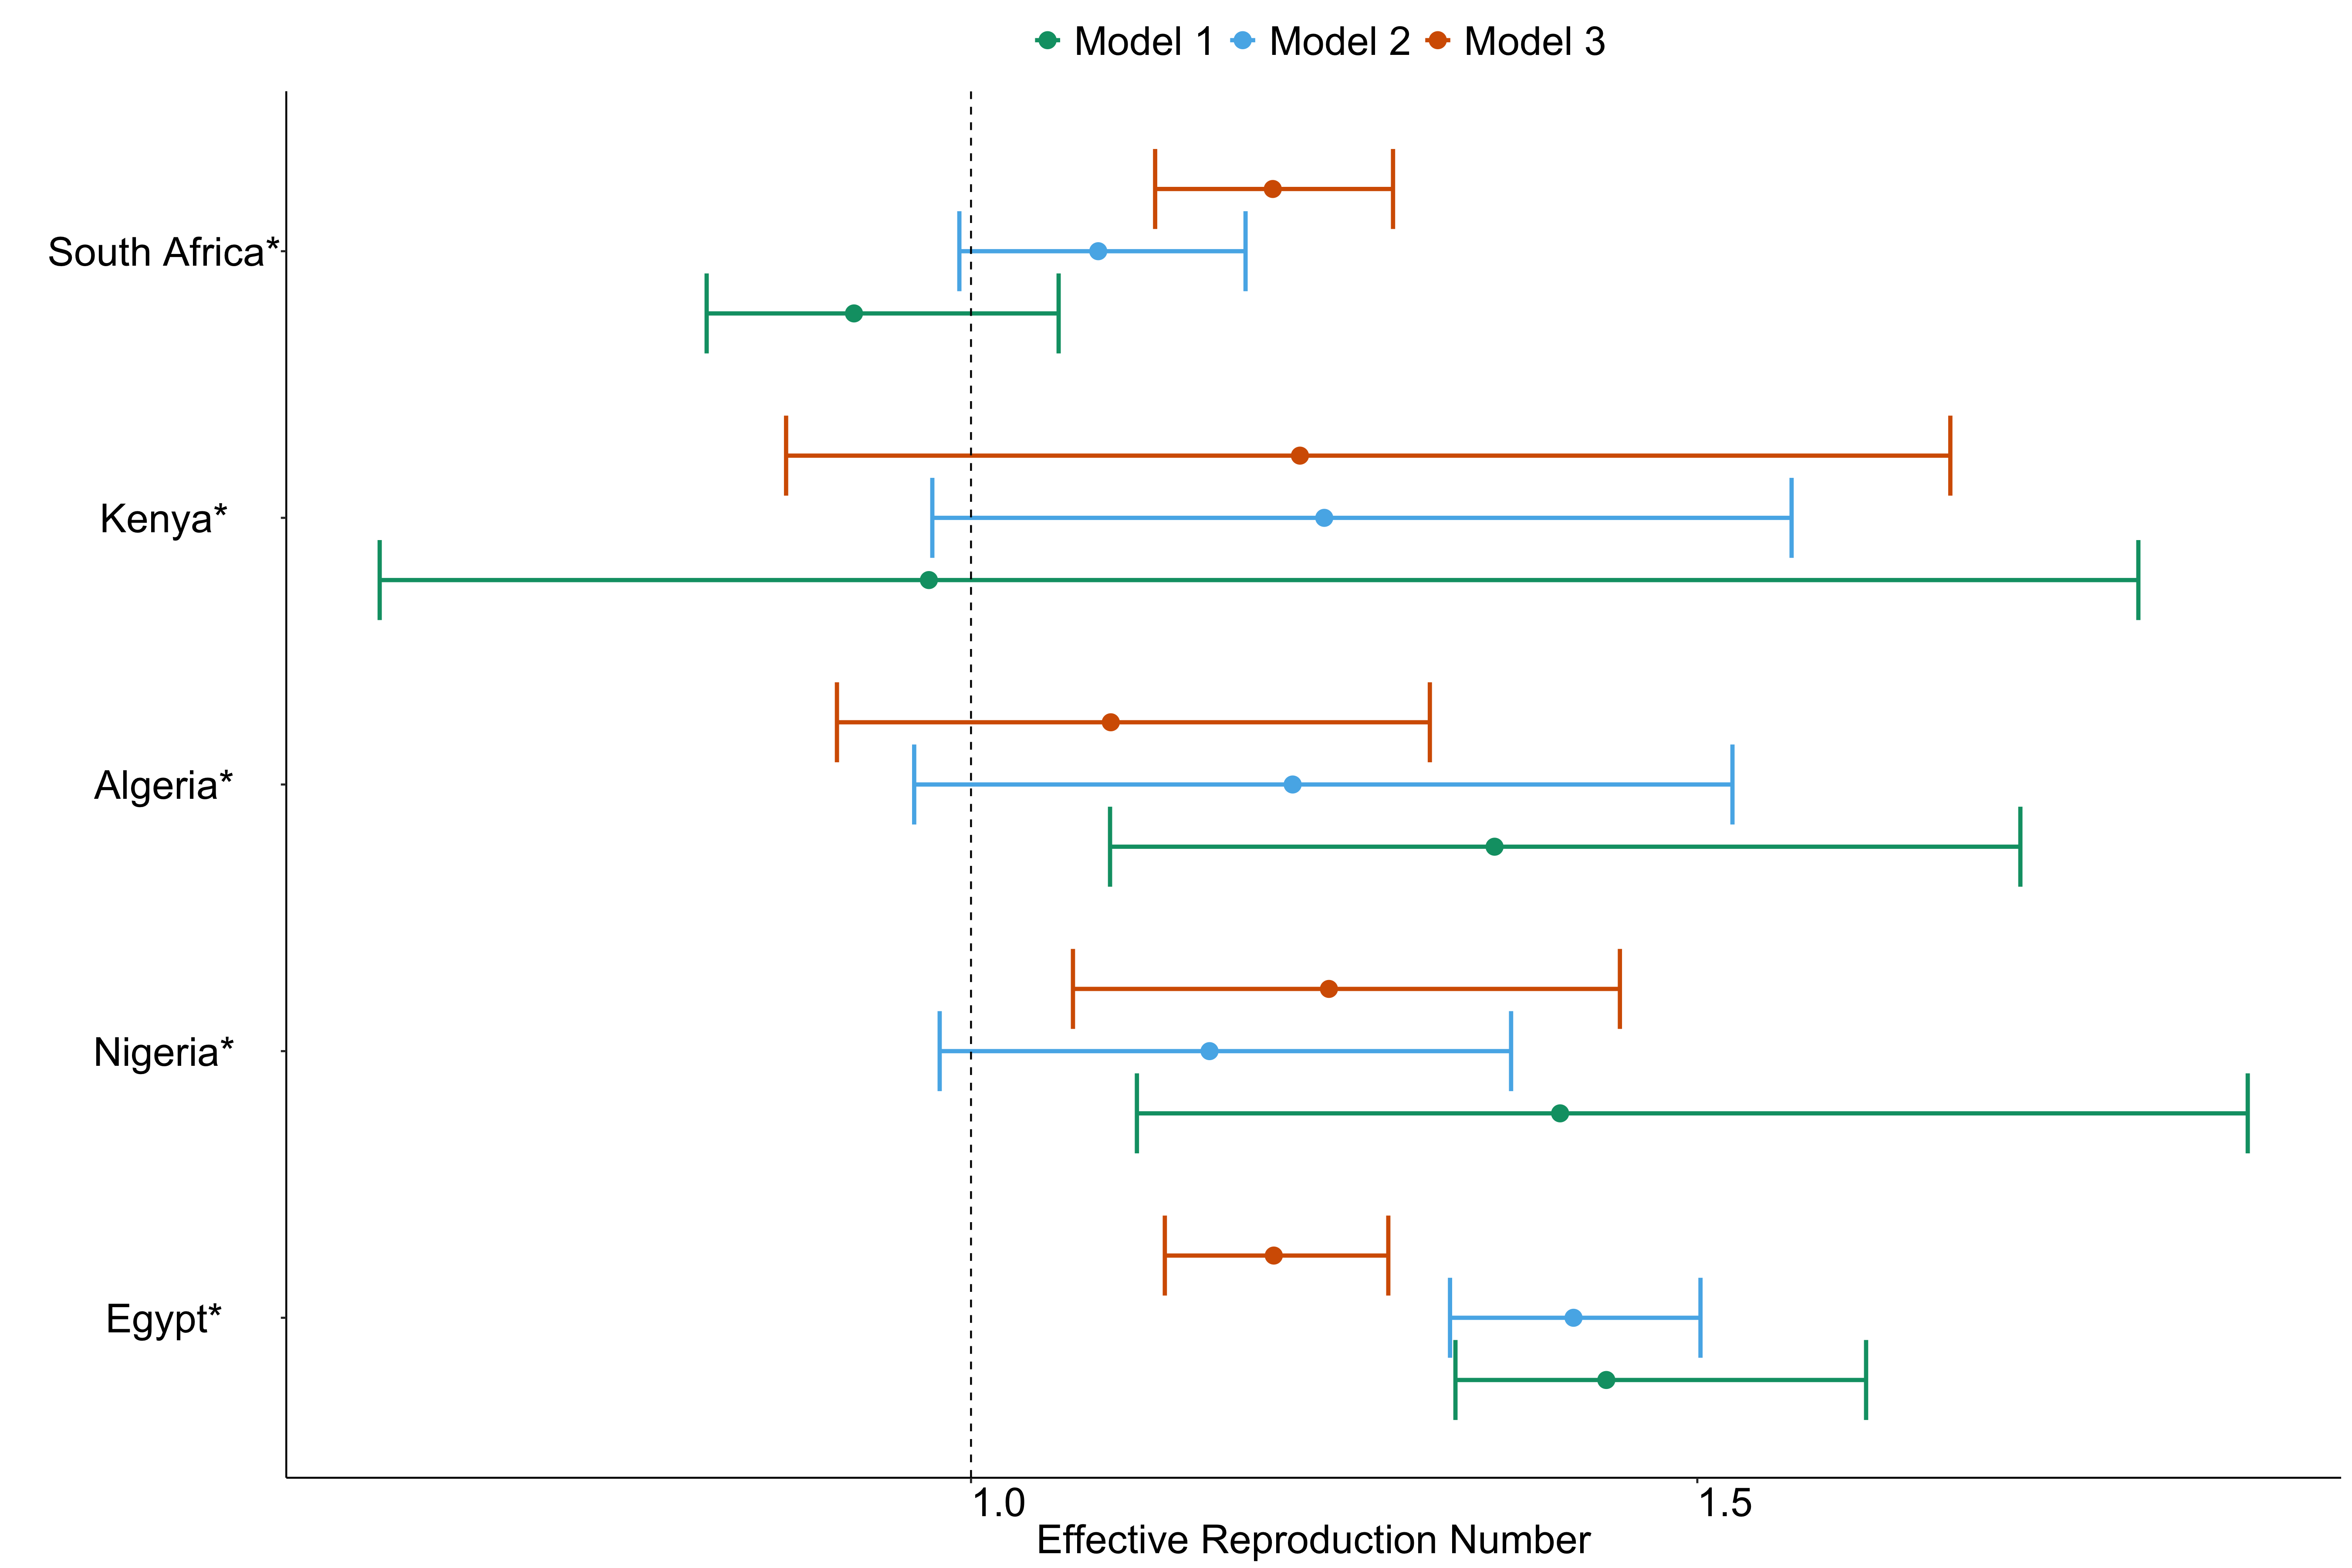 Model 1 Model 2 Model 3
South Africa*
Kenya*
Algeria*
Nigeria*
Egypt*
1.0 1.5
Effective Reproduction Number